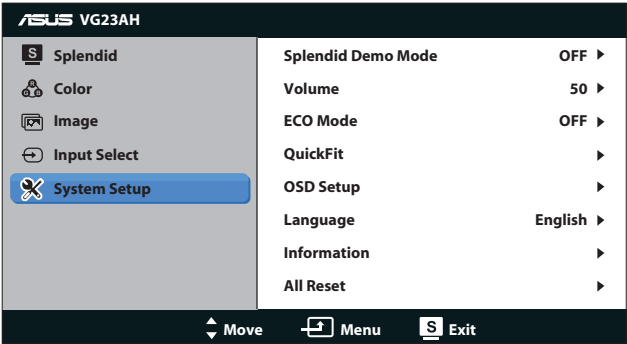 ASUS VG23AH
S Splendid
Color
Image
Input Select
System Setup
Splendid Demo Mode OFF
Volume 50
ECO Mode OFF
QuickFit
OSD Setup
Language English
Information
All Reset
Move Menu S Exit